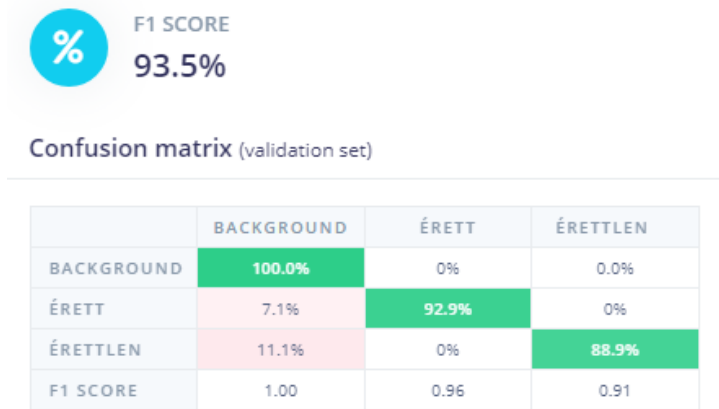 %
F1 SCORE
93.5%
Confusion matrix (validation set)
BACKGROUND ÉRETT ÉRETTLEN
BACKGROUND 100.0% 0% 0.0%
ÉRETT 7.1% 92.9% 0%
ÉRETTLEN 11.1% 0% 88.9%
F1 SCORE 1.00 0.96 0.91